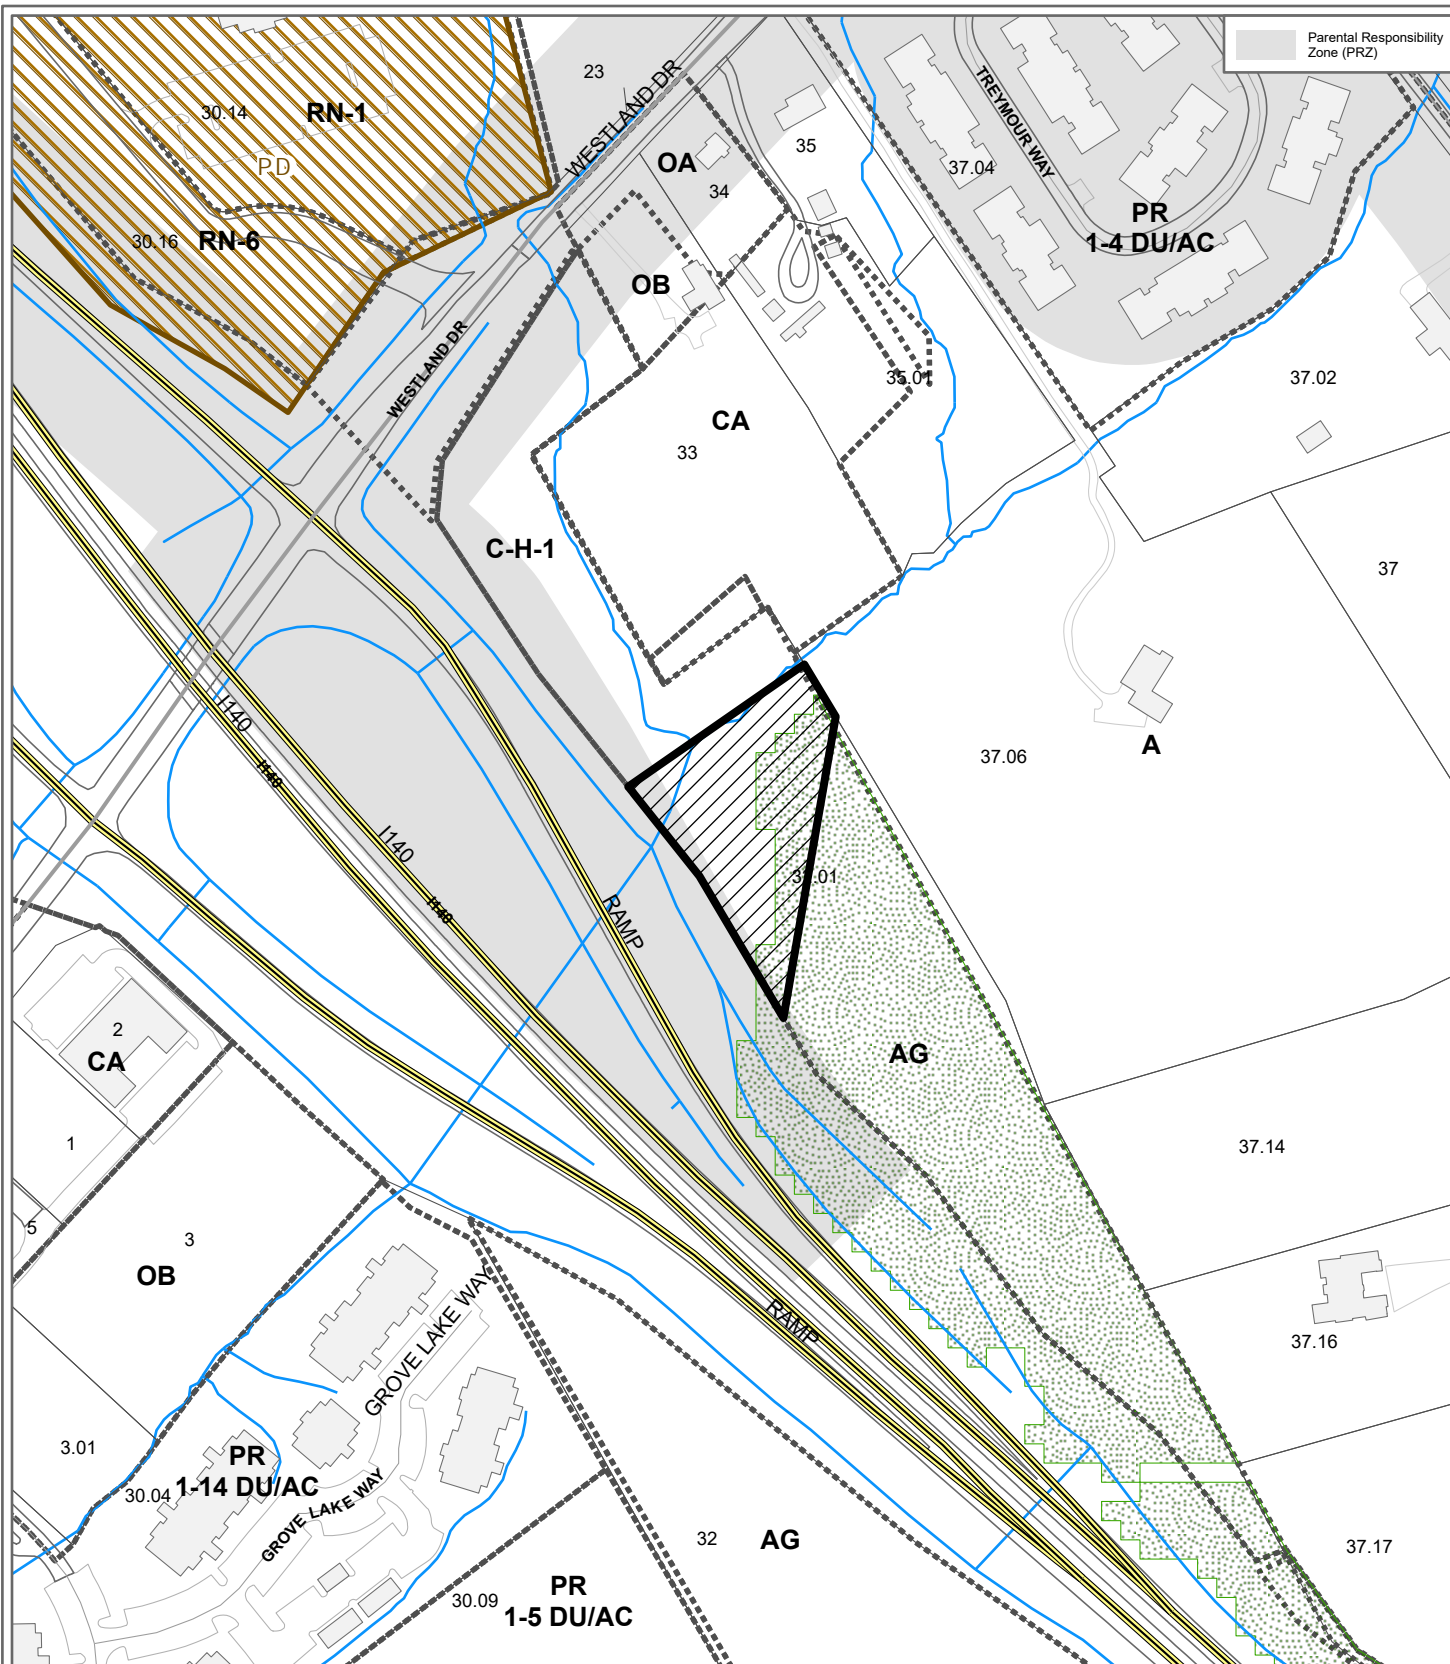 Parental Responsibility
Zone (PRZ)
23
WESTLAND DR
30.14
RN-1
PD
OA
34
35
37.04
TREYMOUR WAY
PR
1-4 DU/AC
30.16
RN-6
OB
WESTLAND DR
35.01
37.02
CA
33
C-H-1
37
I140
I140
37.06
A
I140
I140
RAMP
2
CA
AG
1
37.14
5
3
OB
GROVE LAKE WAY
RAMP
37.16
3.01
PR
1-14 DU/AC
30.04
GROVE LAKE WAY
32
AG
37.17
PR
1-5 DU/AC
30.09